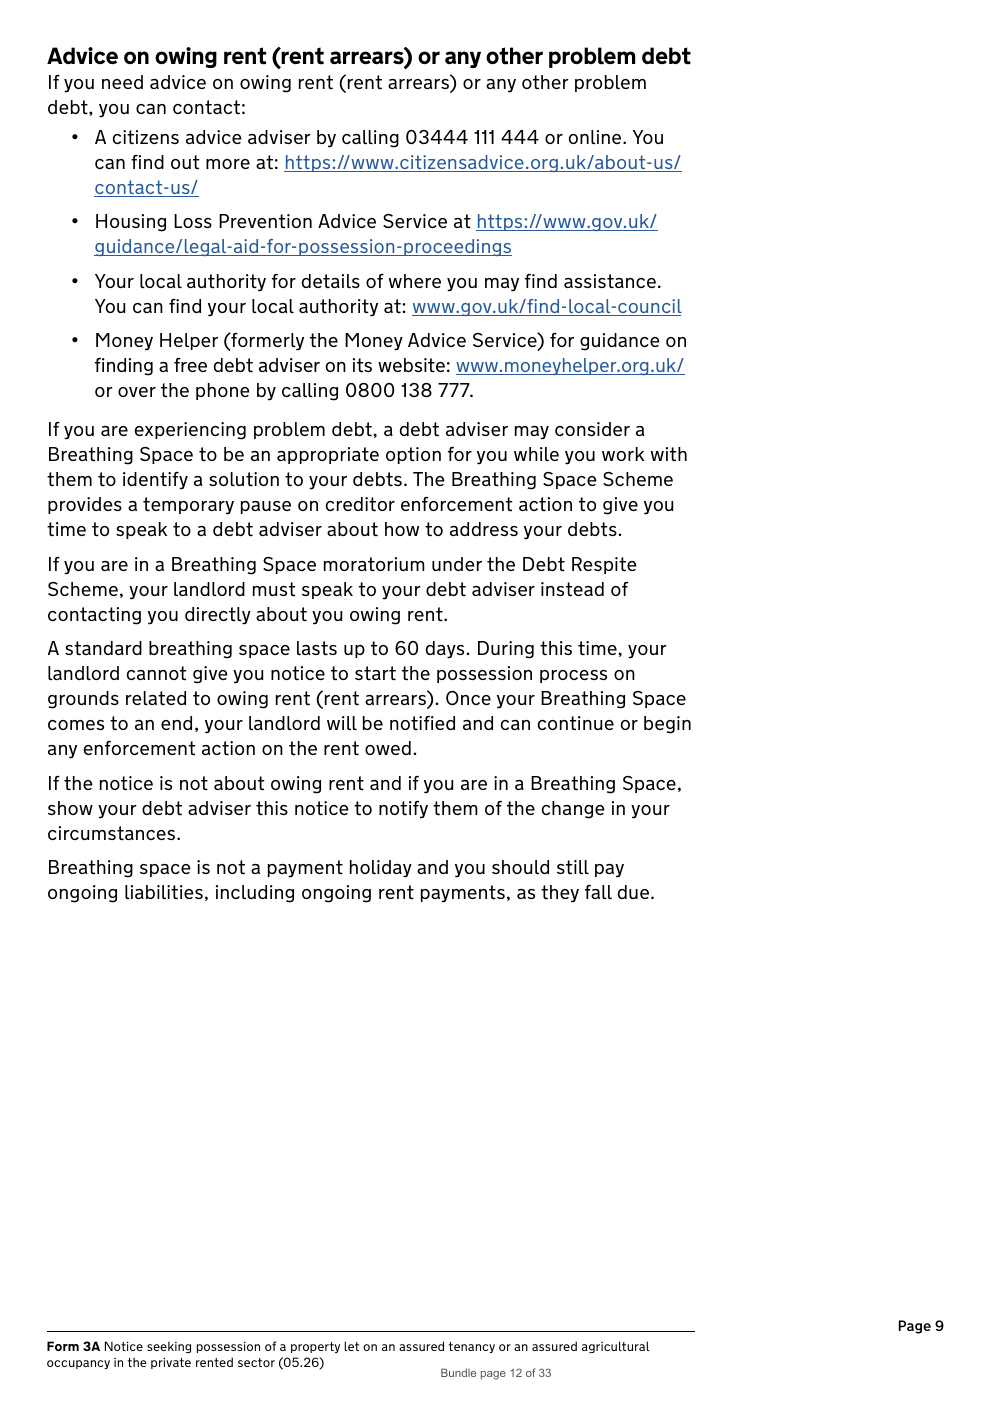 Advice on owing rent (rent arrears) or any other problem debt
If you need advice on owing rent (rent arrears) or any other problem
debt, you can contact:
• A citizens advice adviser by calling 03444 111 444 or online. You
can find out more at: https://www.citizensadvice.org.uk/about-us/
contact-us/
• Housing Loss Prevention Advice Service at https://www.gov.uk/
guidance/legal-aid-for-possession-proceedings
• Your local authority for details of where you may find assistance.
You can find your local authority at: www.gov.uk/find-local-council
• Money Helper (formerly the Money Advice Service) for guidance on
finding a free debt adviser on its website: www.moneyhelper.org.uk/
or over the phone by calling 0800 138 777.
If you are experiencing problem debt, a debt adviser may consider a
Breathing Space to be an appropriate option for you while you work with
them to identify a solution to your debts. The Breathing Space Scheme
provides a temporary pause on creditor enforcement action to give you
time to speak to a debt adviser about how to address your debts.
If you are in a Breathing Space moratorium under the Debt Respite
Scheme, your landlord must speak to your debt adviser instead of
contacting you directly about you owing rent.
A standard breathing space lasts up to 60 days. During this time, your
landlord cannot give you notice to start the possession process on
grounds related to owing rent (rent arrears). Once your Breathing Space
comes to an end, your landlord will be notified and can continue or begin
any enforcement action on the rent owed.
If the notice is not about owing rent and if you are in a Breathing Space,
show your debt adviser this notice to notify them of the change in your
circumstances.
Breathing space is not a payment holiday and you should still pay
ongoing liabilities, including ongoing rent payments, as they fall due.
Page 9
Form 3A Notice seeking possession of a property let on an assured tenancy or an assured agricultural
occupancy in the private rented sector (05.26)
Bundle page 12 of 33